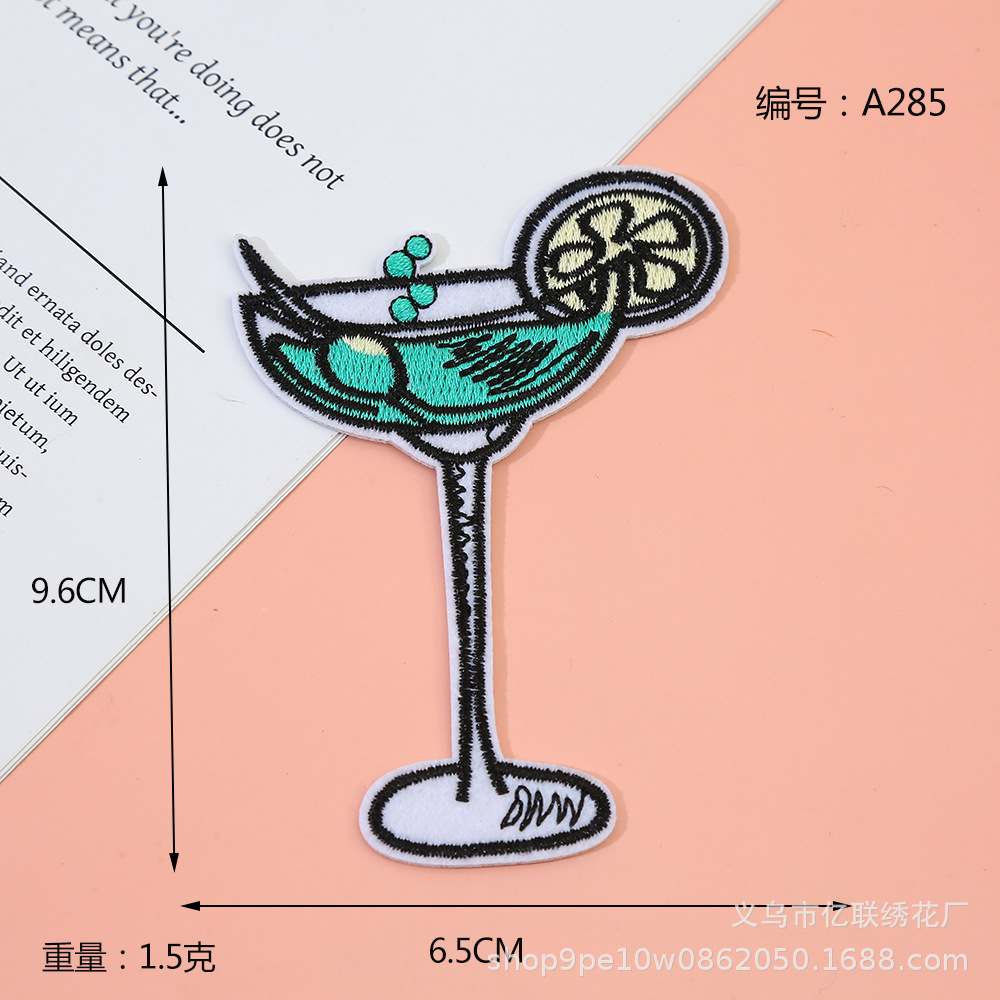 you're doing does not
t means that...
编号：A285
and ernata doles des-
dit et hiligendem
Ut ut ium
pietum,
uis-
m
9.6CM
6.5CM
重量：1.5克
义乌市亿联绣花厂
shop9pe10w0862050.1688.com